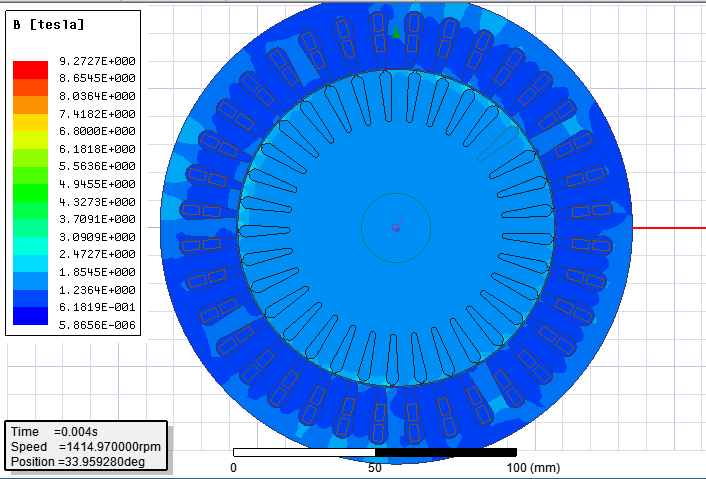 B [tesla]
9.2727E+000
8.6545E+000
8.0364E+000
7.4182E+000
6.8000E+000
6.1818E+000
5.5636E+000
4.9455E+000
4.3273E+000
3.7091E+000
3.0909E+000
2.4727E+000
1.8545E+000
1.2364E+000
6.1819E-001
5.8656E-006
Time =0.004s
Speed =1414.970000rpm
Position =33.959280deg
0 50 100 (mm)